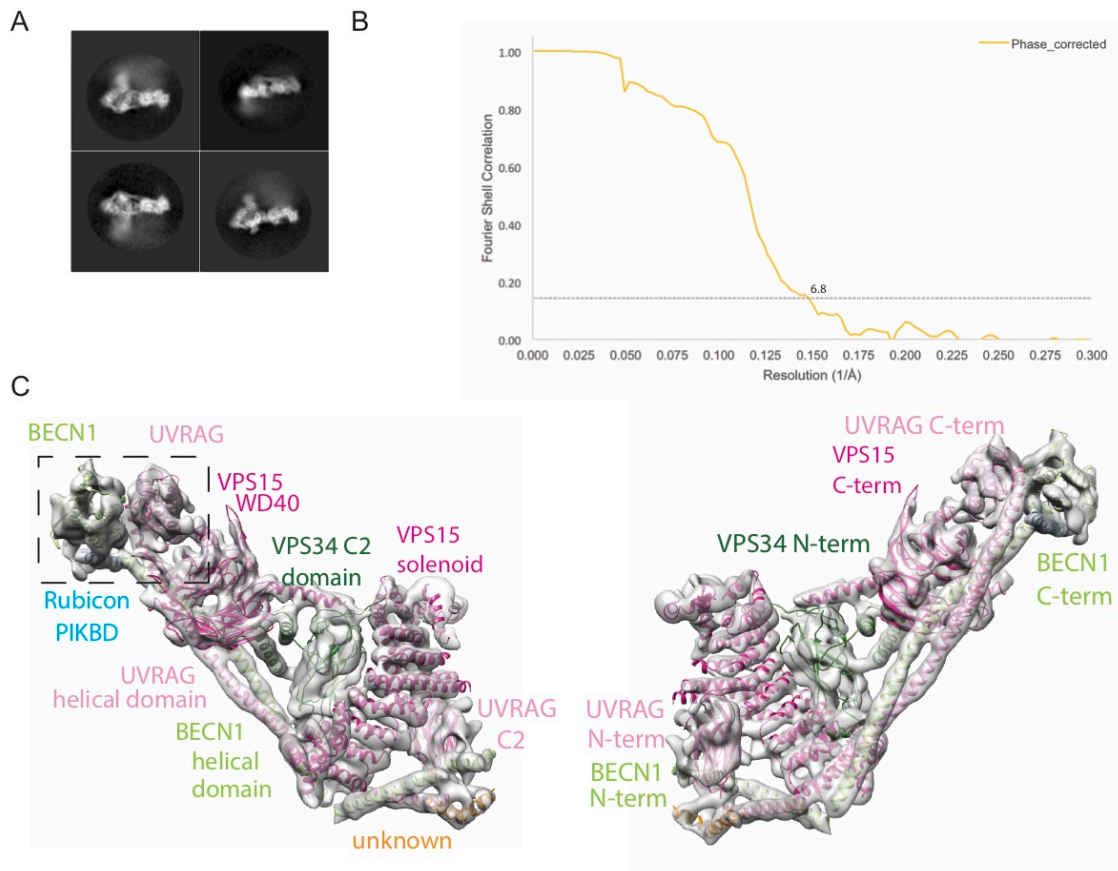 A
B
Phase_corrected
1.00
0.80
0.60
0.40
0.20
0.00
Fourier Shell Correlation
6.8
0.000 0.025 0.050 0.075 0.100 0.125 0.150 0.175 0.200 0.225 0.250 0.275 0.300
Resolution (1/Å)
C
BECN1
UVRAG
VPS15
WD40
VPS34 C2
domain
VPS15
solenoid
Rubicon
PIKBD
UVRAG
helical domain
BECN1
helical
domain
UVRAG
C2
unknown
UVRAG C-term
VPS15
C-term
VPS34 N-term
BECN1
C-term
UVRAG
N-term
BECN1
N-term